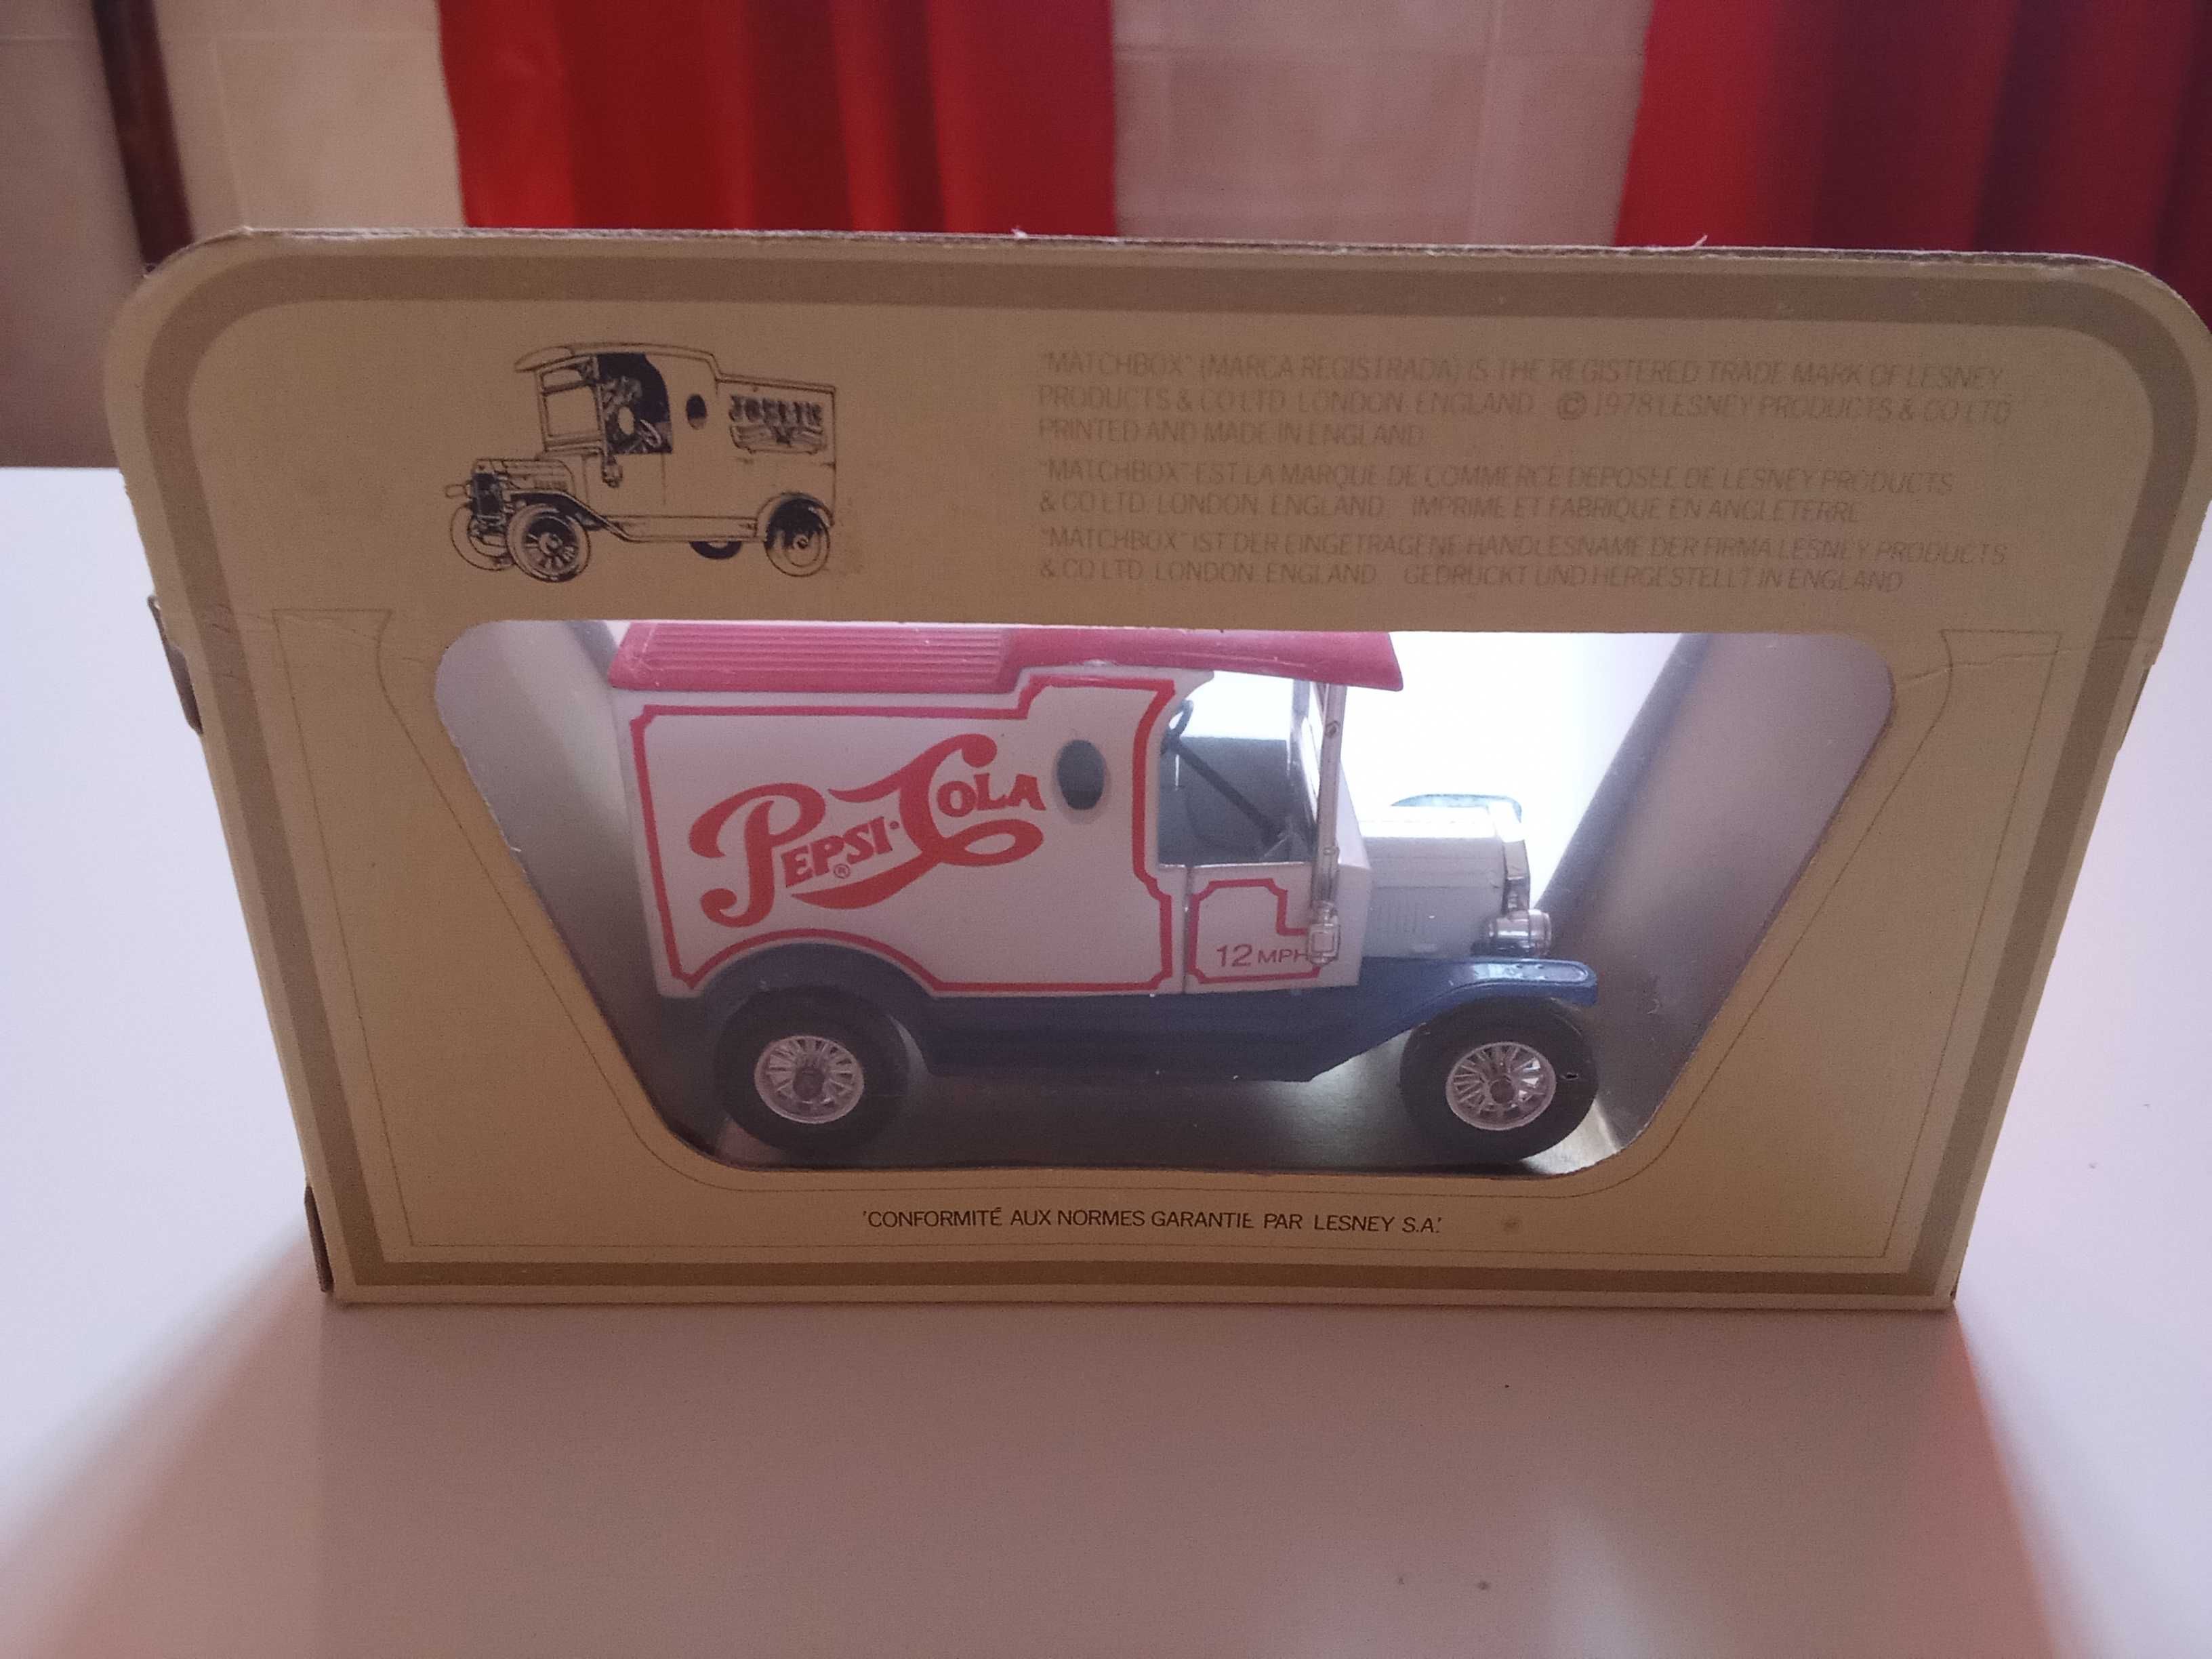 "MATCHBOX" (MARCA REGISTRADA) IS THE REGISTERED TRADE MARK OF LESNEY
PRODUCTS & CO LTD. LONDON. ENGLAND © 1978 LESNEY PRODUCTS & CO LTD
PRINTED AND MADE IN ENGLAND
"MATCHBOX" EST LA MARQUE DE COMMERCE DEPOSEE DE LESNEY PRODUCTS
& CO LTD. LONDON. ENGLAND IMPRIME ET FABRIQUE EN ANGLETERRE
"MATCHBOX" IST DER EINGETRAGENE HANDLESNAME DER FIRMA LESNEY PRODUCTS
& CO LTD. LONDON. ENGLAND GEDRUCKT UND HERGESTELLT IN ENGLAND
PEPSI-COLA
®
12 MPH
'CONFORMITÉ AUX NORMES GARANTIE PAR LESNEY S.A.'